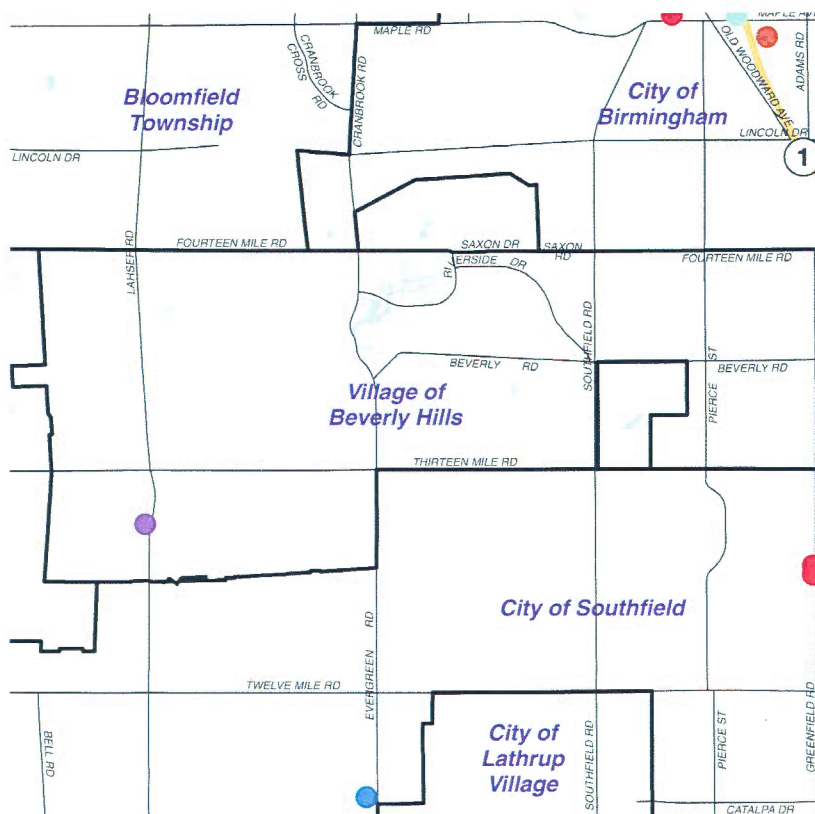 MAPLE RD
MAPLE AVE
CRANBROOK
CROSS RD
CRANBROOK RD
OLD WOODWARD AVE
ADAMS RD
Bloomfield
Township
City of
Birmingham
LINCOLN DR
LINCOLN DR
1
LAHSER RD
FOURTEEN MILE RD
SAXON DR
SAXON
RD
FOURTEEN MILE RD
RIVERSIDE DR
SOUTHFIELD RD
BEVERLY RD
PIERCE ST
BEVERLY RD
Village of
Beverly Hills
THIRTEEN MILE RD
City of Southfield
EVERGREEN RD
TWELVE MILE RD
BELL RD
City of
Lathrup
Village
SOUTHFIELD RD
PIERCE ST
GREENFIELD RD
CATALPA DR